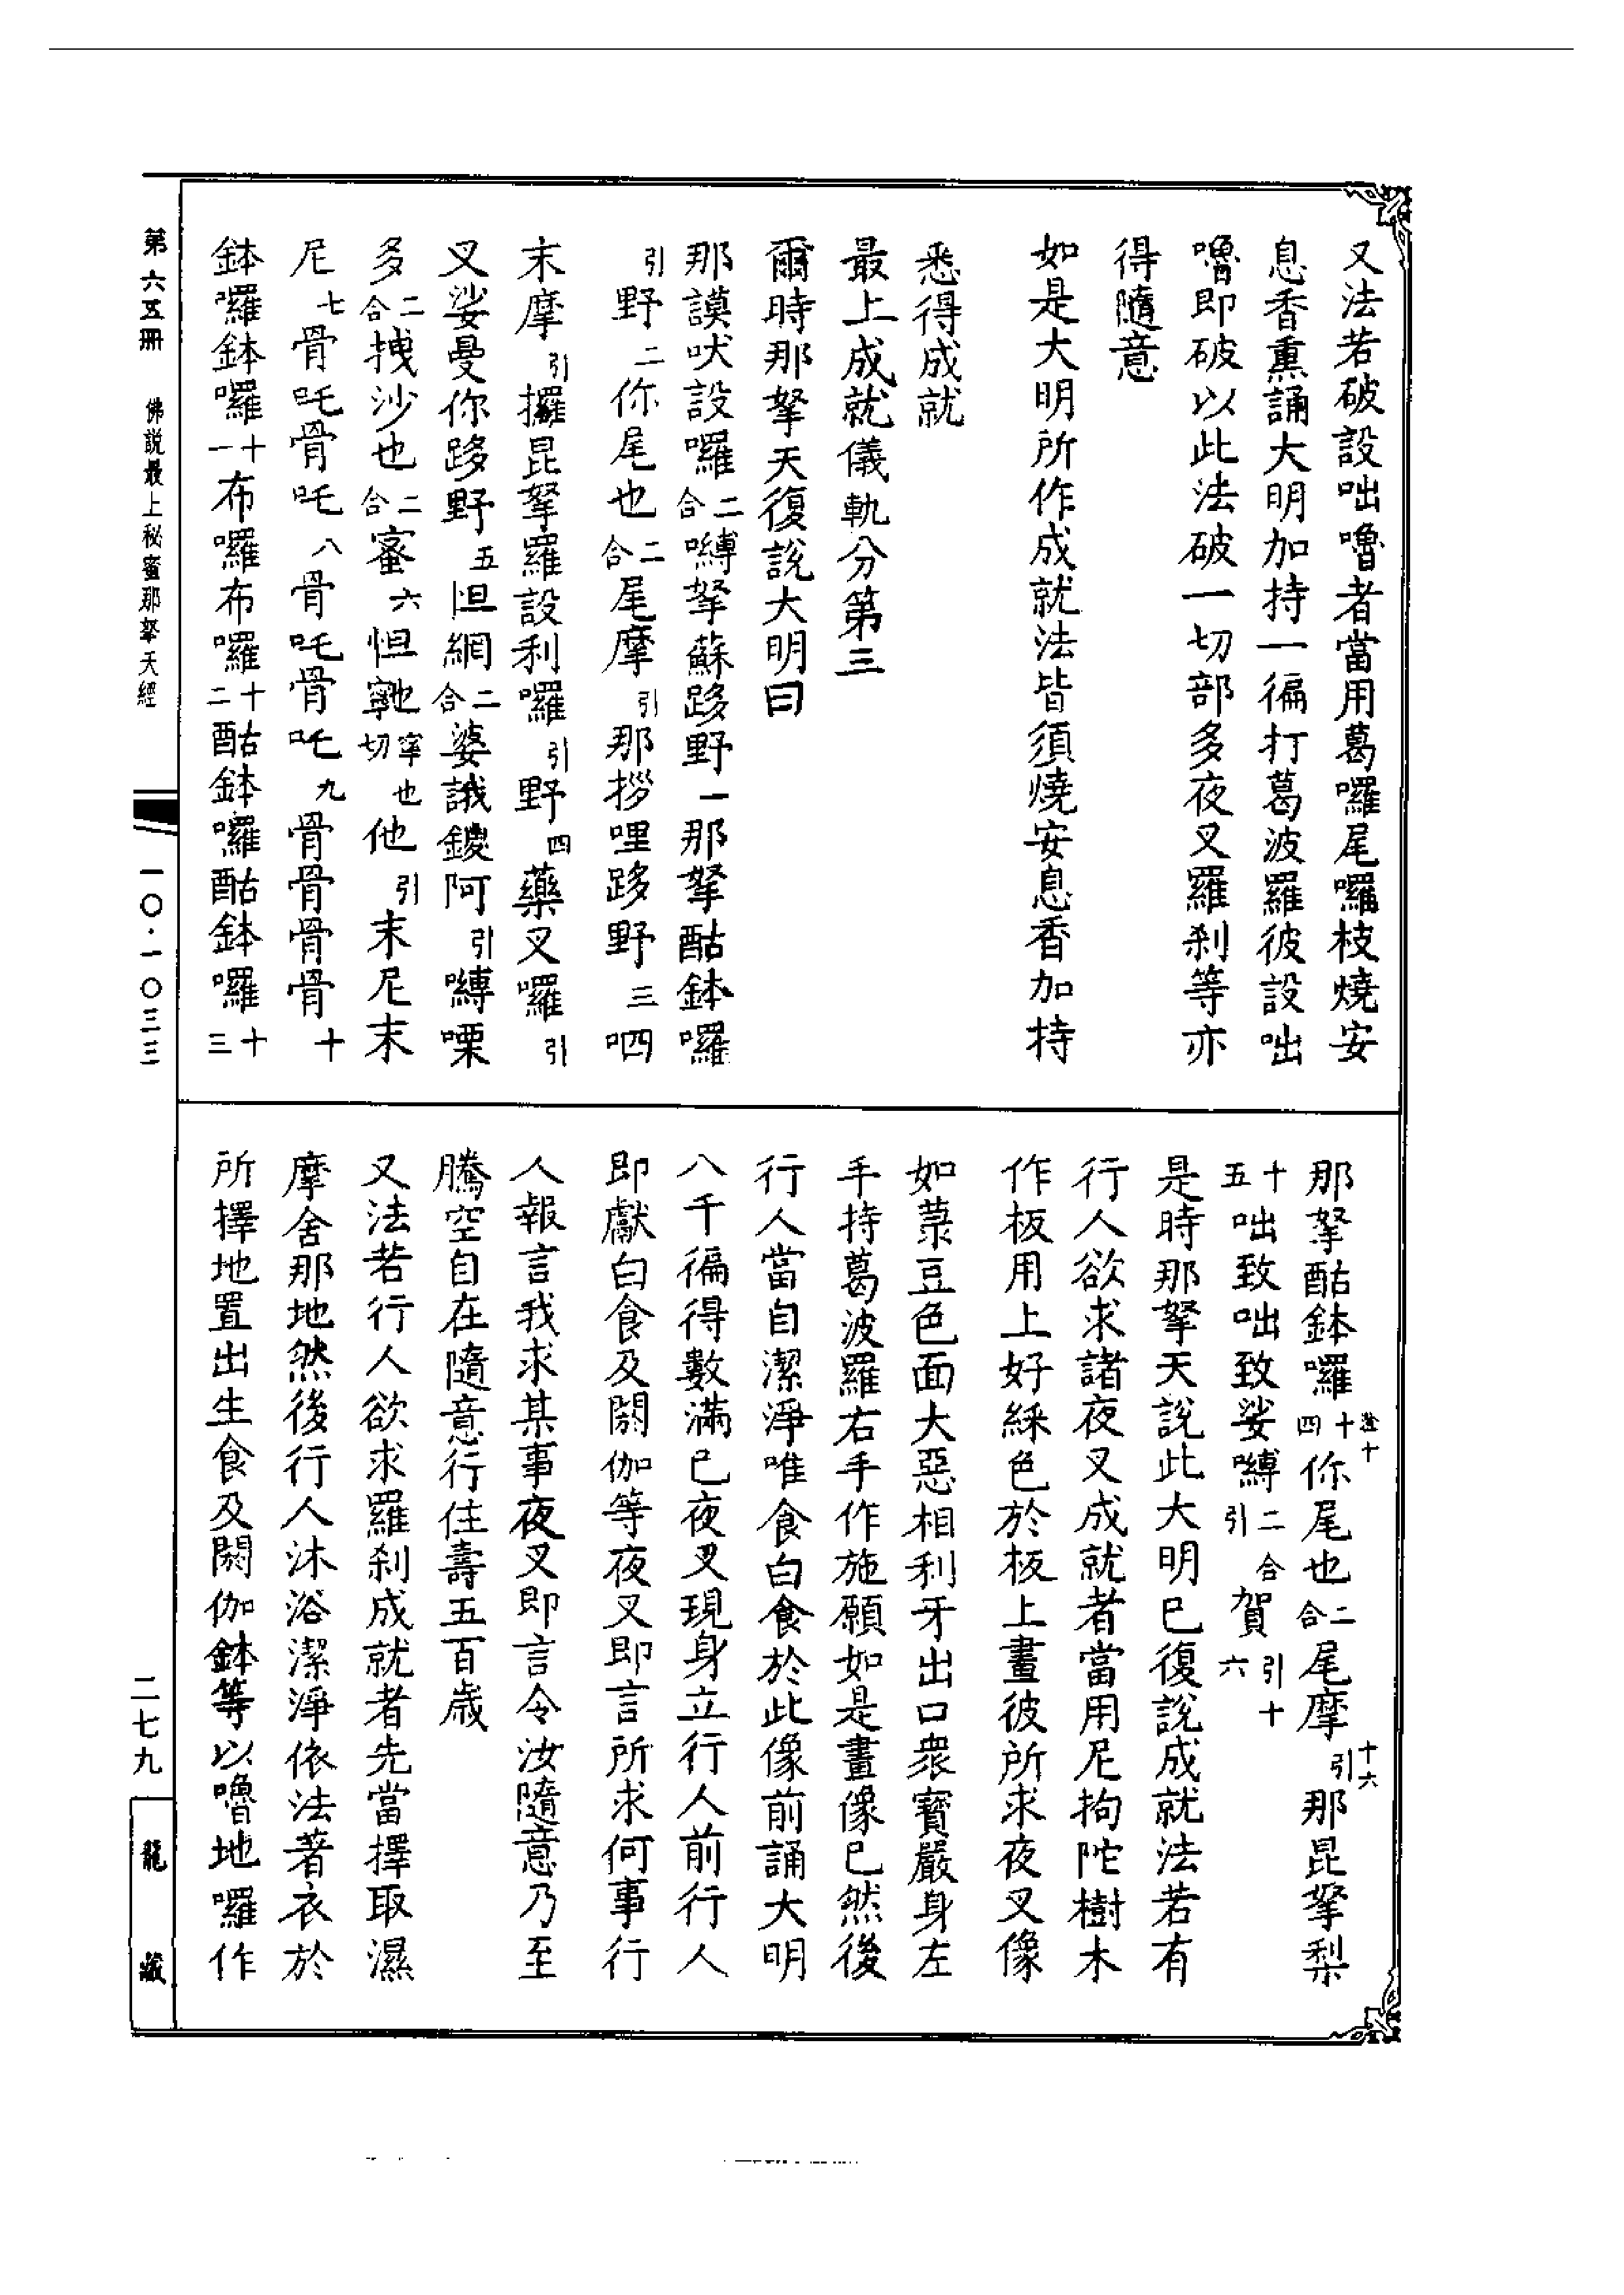 又法若破設咄嚕者當用葛囉尾囉枝燒安
息香熏誦大明加持一徧打葛波羅彼設咄
嚕即破以此法破一切部多夜叉羅剎等亦
得隨意
如是大明所作成就法皆須燒安息香加持
悉得成就
最上成就儀軌分第三
爾時那拏天復說大明曰
那謨吠設囉二合嚩拏蘇跢野一那拏酤鉢囉
引野二你尾也二合尾摩引那拶哩跢野三呬
末摩引攞昆拏羅設利囉引野四藥叉囉引
叉娑曼你跢野五怛網二合婆誐鑁阿引嚩㗚
多二合拽沙也二合蜜六怛寧也切寧也他引末尼末
尼七骨吒骨吒八骨吒骨吒九骨骨骨骨十
鉢囉鉢囉十一布囉布囉十二酤鉢囉酤鉢囉十三
那拏酤鉢囉十四你尾也二合尾摩引那昆拏梨
十五咄致咄致娑嚩二合引賀引十六
是時那拏天說此大明已復說成就法若有
行人欲求諸夜叉成就者當用尼拘陀樹木
作板用上好綵色於板上畫彼所求夜叉像
如菉豆色面大惡相利牙出口衆寶嚴身左
手持葛波羅右手作施願如是畫像已然後
行人當自潔淨唯食白食於此像前誦大明
八千徧得數滿已夜叉現身立行人前行人
即獻白食及閼伽等夜叉即言所求何事行
人報言我求某事夜叉即言令汝隨意乃至
騰空自在隨意行住壽五百歲
又法若行人欲求羅剎成就者先當擇取濕
摩舍那地然後行人沐浴潔淨依法著衣於
所擇地置出生食及閼伽鉢等以嚕地囉作
十六
第六五冊 佛説最上秘蜜那拏天經
一〇·一〇三三
二七九
龍藏